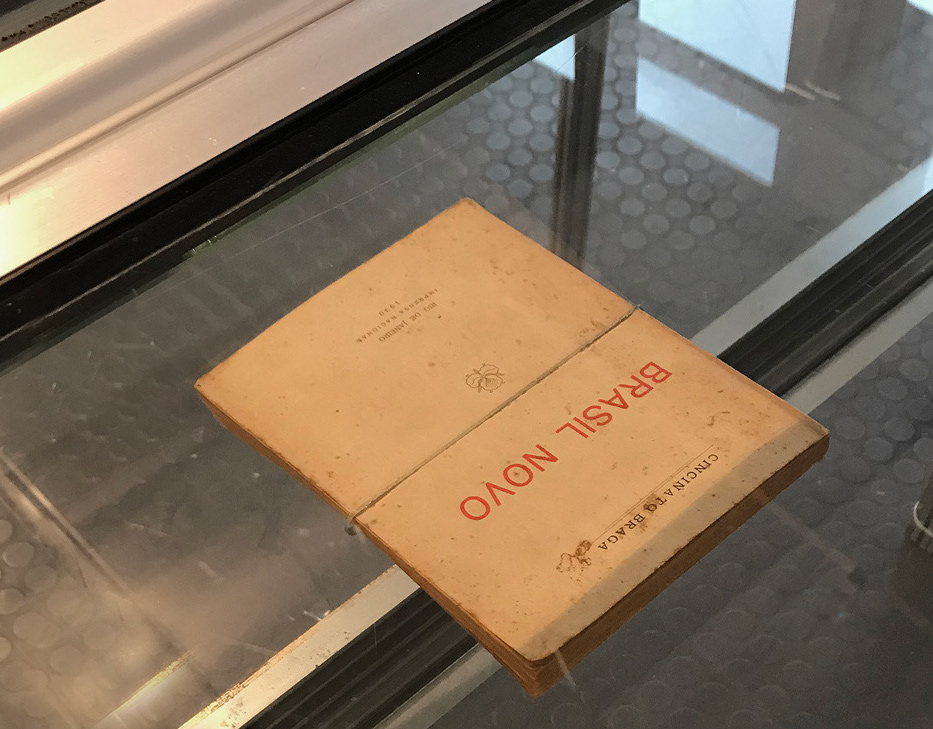 CINCINATO BRAGA
BRASIL NOVO
RIO DE JANEIRO
IMPRENSA NACIONAL
1930